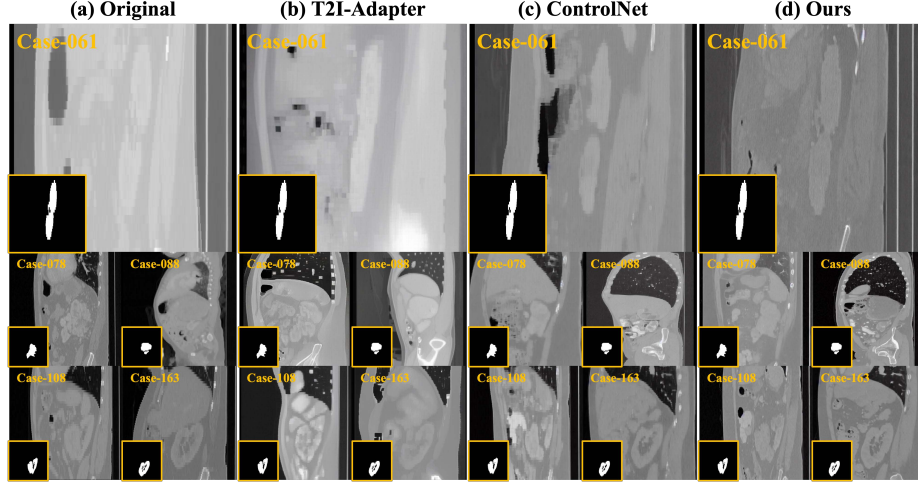 (a) Original (b) T2I-Adapter (c) ControlNet (d) Ours
Case-061 Case-061 Case-061 Case-061
Case-078 Case-088 Case-078 Case-088 Case-078 Case-088 Case-078 Case-088
Case-108 Case-163 Case-108 Case-163 Case-108 Case-163 Case-108 Case-163